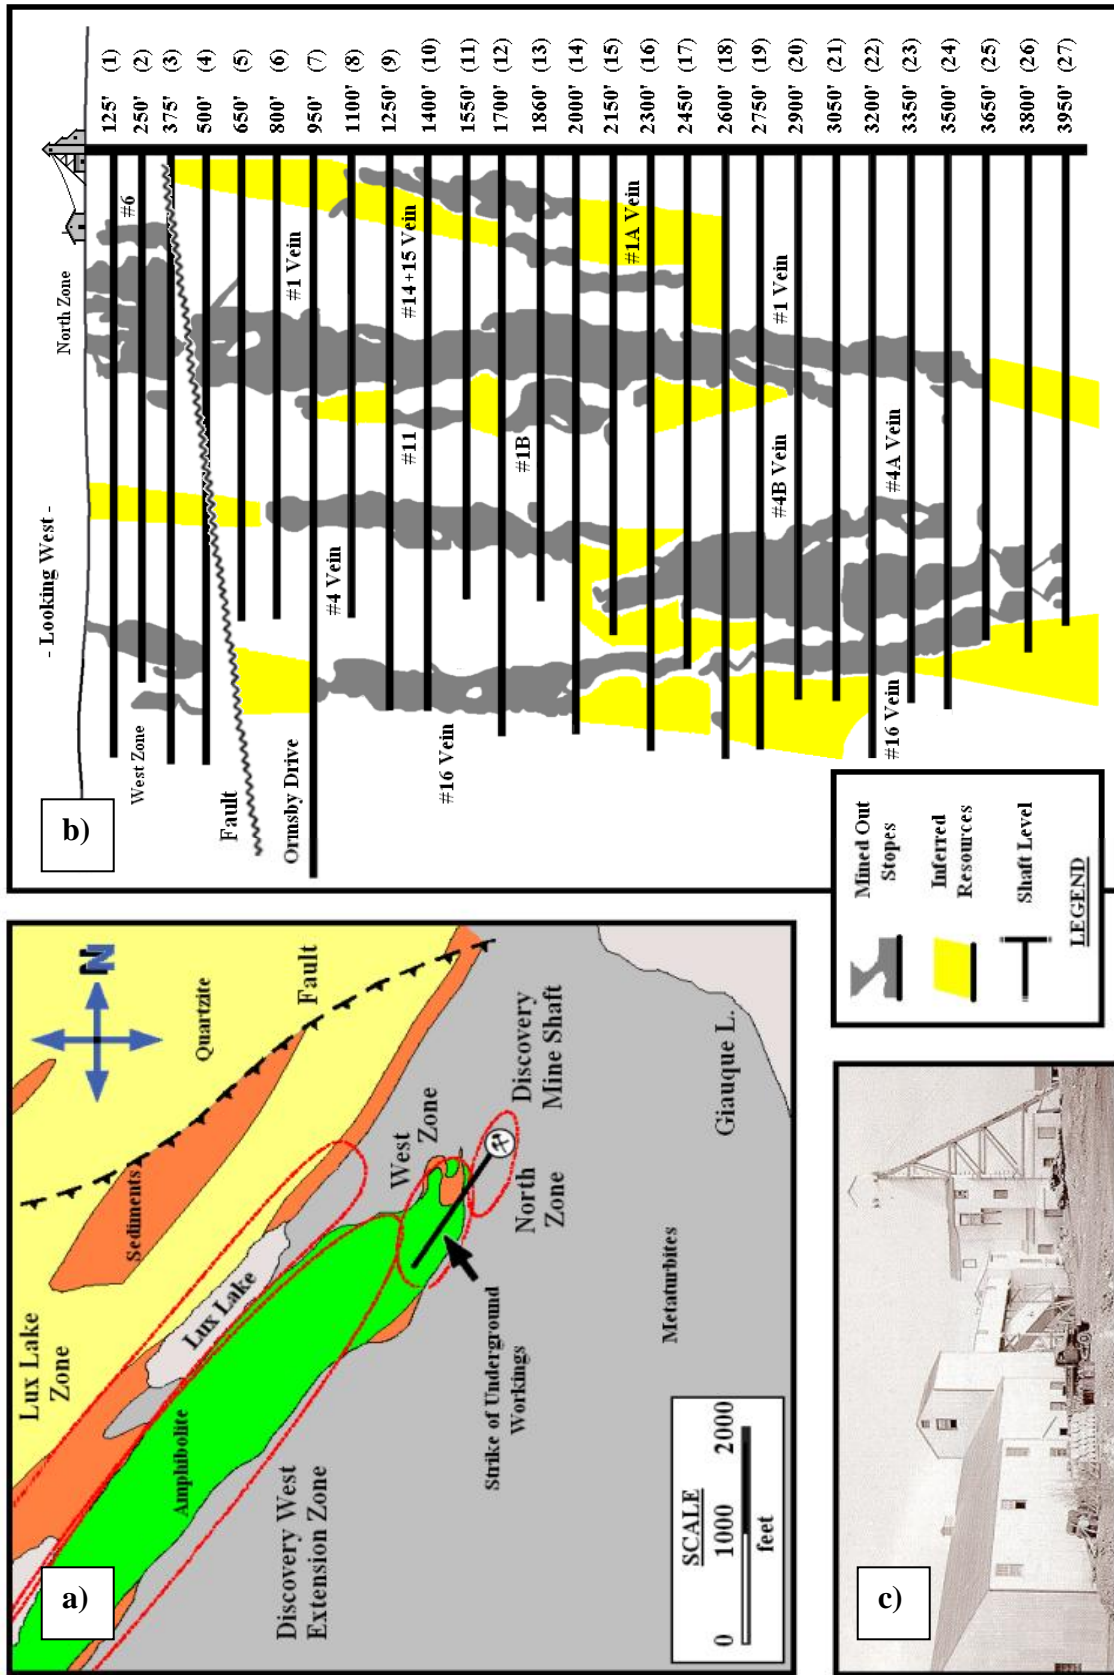 a)
Lux Lake
Zone
Sediments
Quartzite
Fault
N
Lux Lake
Amphibolite
West
Zone
Discovery West
Extension Zone
North
Zone
Discovery
Mine Shaft
Strike of Underground
Workings
Metaturbites
Giauque L.
SCALE
0 1000 2000
feet
b)
- Looking West -
North Zone
West Zone
Fault
Ormsby Drive
#6
#1 Vein
#14+15 Vein
#11
#4 Vein
#1B
#16 Vein
#1A Vein
#1 Vein
#4B Vein
#4A Vein
#16 Vein
125' (1)
250' (2)
375' (3)
500' (4)
650' (5)
800' (6)
950' (7)
1100' (8)
1250' (9)
1400' (10)
1550' (11)
1700' (12)
1860' (13)
2000' (14)
2150' (15)
2300' (16)
2450' (17)
2600' (18)
2750' (19)
2900' (20)
3050' (21)
3200' (22)
3350' (23)
3500' (24)
3650' (25)
3800' (26)
3950' (27)
Mined Out
Stopes
Inferred
Resources
Shaft Level
LEGEND
c)